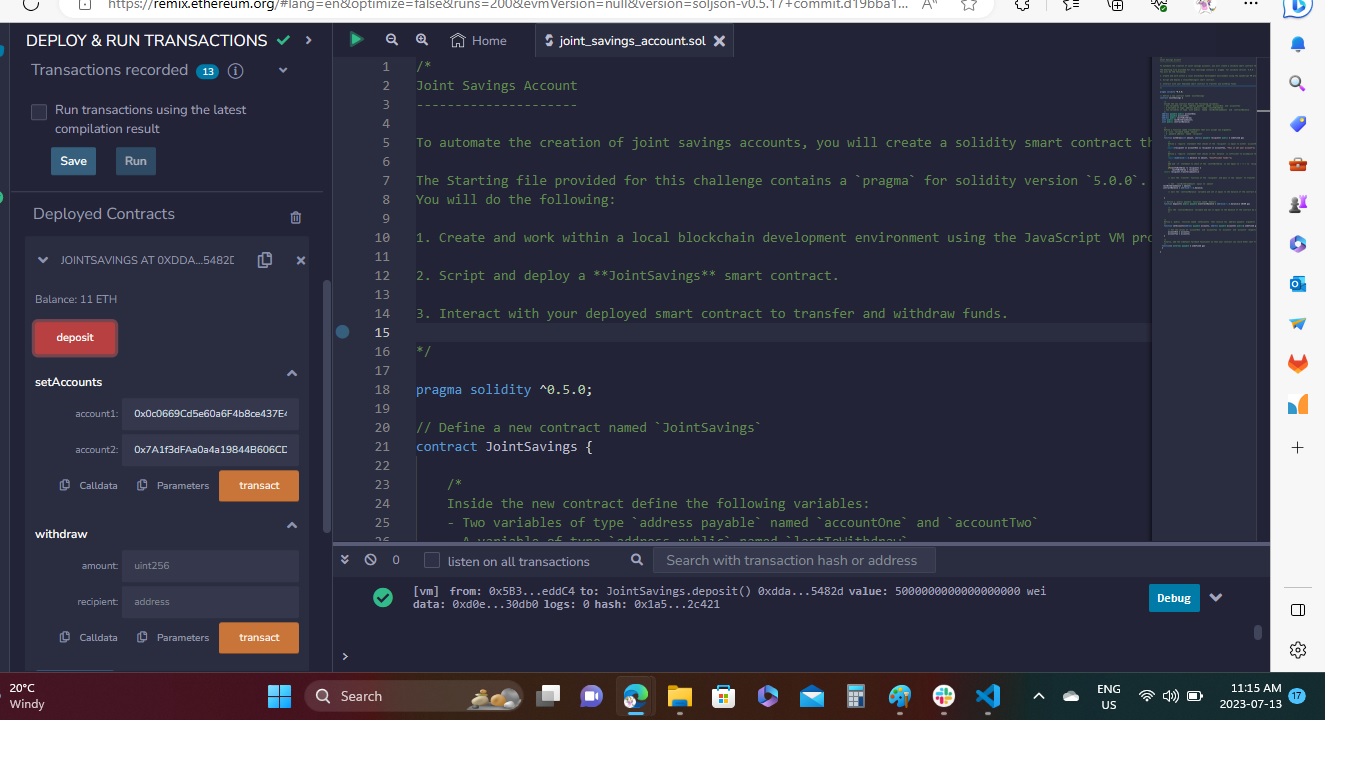 https://remix.ethereum.org/#lang=en&optimize=false&runs=200&evmVersion=null&version=soljson-v0.5.17+commit.d19bba1...
DEPLOY & RUN TRANSACTIONS
Transactions recorded 13
Run transactions using the latest
compilation result
Save Run
Deployed Contracts
JOINTSAVINGS AT 0XDDA...5482D
Balance: 11 ETH
deposit
setAccounts
account1: 0x0c0669Cd5e60a6F4b8ce437E4
account2: 0x7A1f3dFAa0a4a19844B606CD
Calldata Parameters transact
withdraw
amount: uint256
recipient: address
Calldata Parameters transact
Home joint_savings_account.sol
1 /*
2 Joint Savings Account
3 ---------------------
4
5 To automate the creation of joint savings accounts, you will create a solidity smart contract th
6
7 The Starting file provided for this challenge contains a `pragma` for solidity version `5.0.0`.
8 You will do the following:
9
10 1. Create and work within a local blockchain development environment using the JavaScript VM pro
11
12 2. Script and deploy a **JointSavings** smart contract.
13
14 3. Interact with your deployed smart contract to transfer and withdraw funds.
15
16 */
17
18 pragma solidity ^0.5.0;
19
20 // Define a new contract named `JointSavings`
21 contract JointSavings {
22
23 /*
24 Inside the new contract define the following variables:
25 - Two variables of type `address payable` named `accountOne` and `accountTwo`
26 - A variable of type `address public` named `lastToWithdraw`
0 listen on all transactions Search with transaction hash or address
[vm] from: 0x5B3...eddC4 to: JointSavings.deposit() 0xdda...5482d value: 5000000000000000000 wei
data: 0xd0e...30db0 logs: 0 hash: 0x1a5...2c421
Debug
>
20°C
Windy
Search
ENG
US
11:15 AM
2023-07-13
17